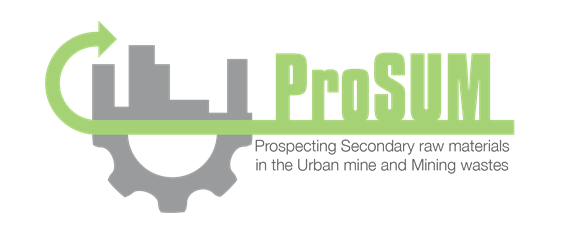 ProSUM
Prospecting Secondary raw materials
in the Urban mine and Mining wastes